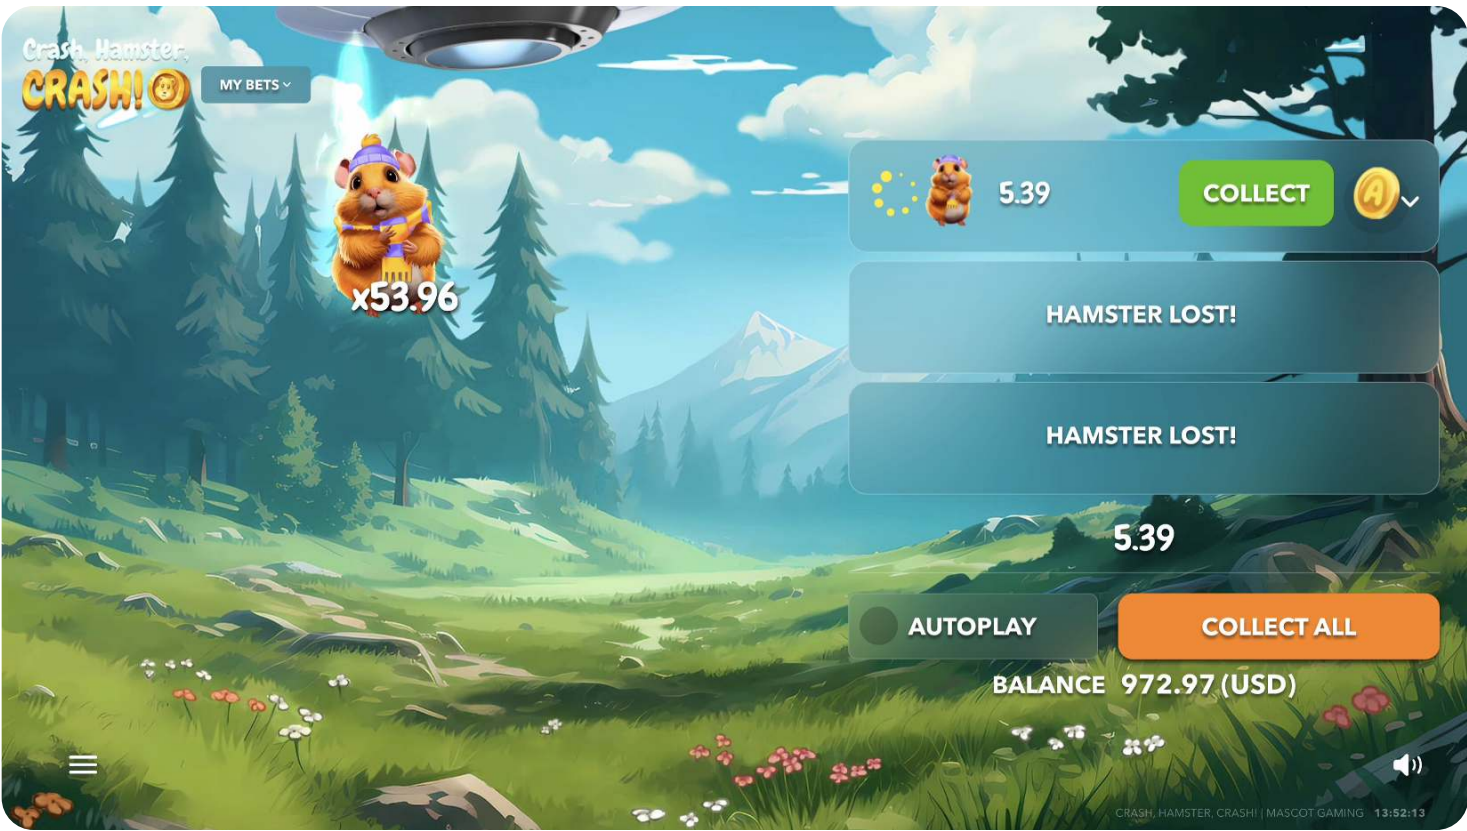 Crash, Hamster,
CRASH!
MY BETS
x53.96
5.39
COLLECT
A
HAMSTER LOST!
HAMSTER LOST!
5.39
AUTOPLAY
COLLECT ALL
BALANCE 972.97 (USD)
CRASH, HAMSTER, CRASH! | MASCOT GAMING 13:52:13